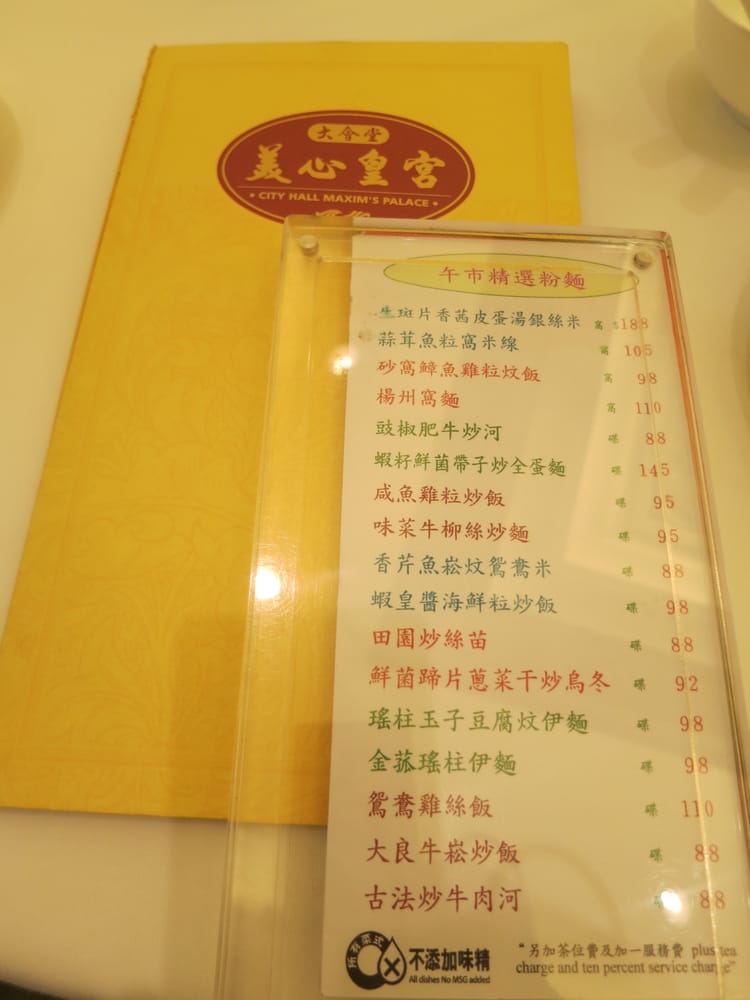 大會堂
美心皇宮
• CITY HALL MAXIM'S PALACE •
午市精選粉麵
生斑片香茜皮蛋湯銀絲米 窩 $188
蒜茸魚粒窩米線 窩 105
砂窩鱆魚雞粒炆飯 窩 98
楊州窩麵 窩 110
豉椒肥牛炒河 碟 88
蝦籽鮮菌帶子炒全蛋麵 碟 145
咸魚雞粒炒飯 碟 95
味菜牛柳絲炒麵 碟 95
香芹魚崧炆鴛鴦米 碟 88
蝦皇醬海鮮粒炒飯 碟 98
田園炒絲苗 碟 88
鮮菌蹄片蔥菜干炒烏冬 碟 92
瑤柱玉子豆腐炆伊麵 碟 98
金菰瑤柱伊麵 碟 98
鴛鴦雞絲飯 碟 110
大良牛崧炒飯 碟 88
古法炒牛肉河 碟 88
所有菜式
不添加味精
All dishes No MSG added
“另加茶位費及加一服務費 plus tea
charge and ten percent service charge”